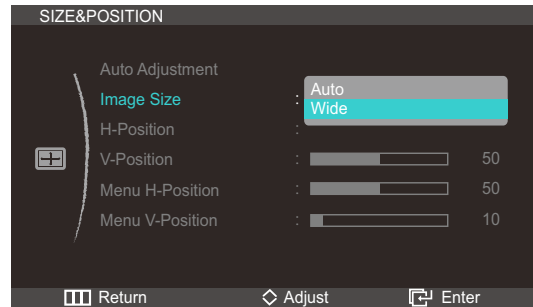 SIZE&POSITION
Auto Adjustment
Image Size : Auto
Wide
H-Position :
V-Position : 50
Menu H-Position : 50
Menu V-Position : 10
Return Adjust Enter